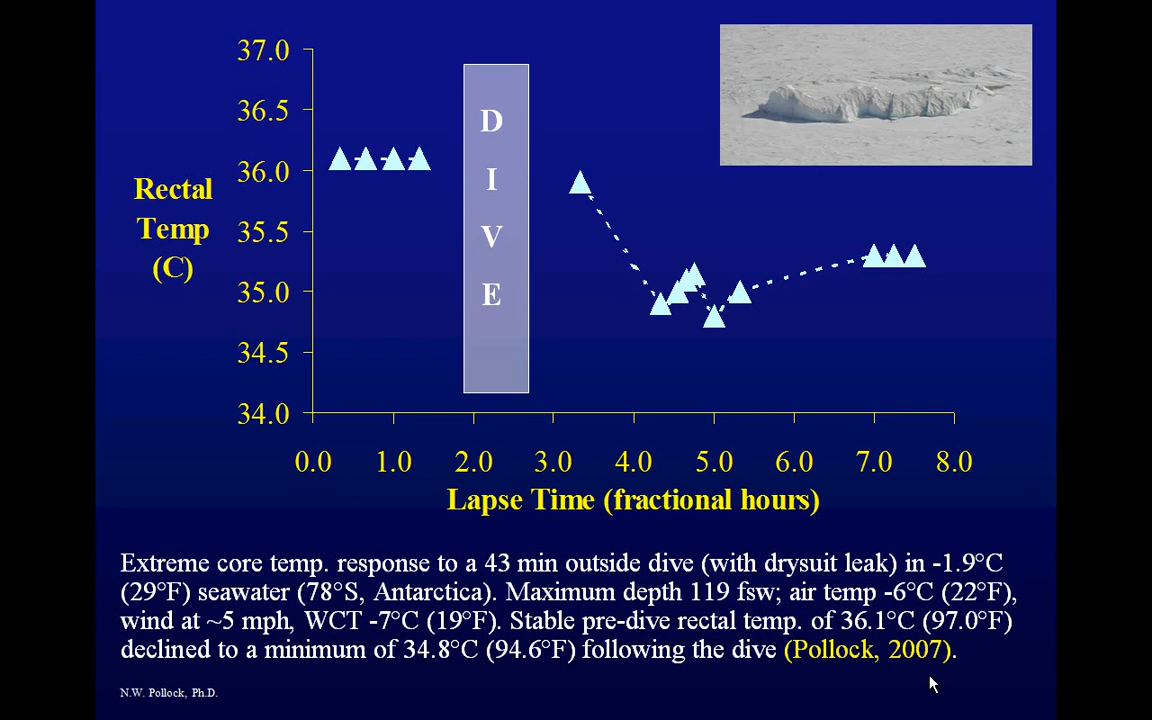 37.0
36.5
36.0
35.5
35.0
34.5
34.0
Rectal
Temp
(C)
D
I
V
E
0.0 1.0 2.0 3.0 4.0 5.0 6.0 7.0 8.0
Lapse Time (fractional hours)
Extreme core temp. response to a 43 min outside dive (with drysuit leak) in -1.9°C
(29°F) seawater (78°S, Antarctica). Maximum depth 119 fsw; air temp -6°C (22°F),
wind at ~5 mph, WCT -7°C (19°F). Stable pre-dive rectal temp. of 36.1°C (97.0°F)
declined to a minimum of 34.8°C (94.6°F) following the dive (Pollock, 2007).
N.W. Pollock, Ph.D.